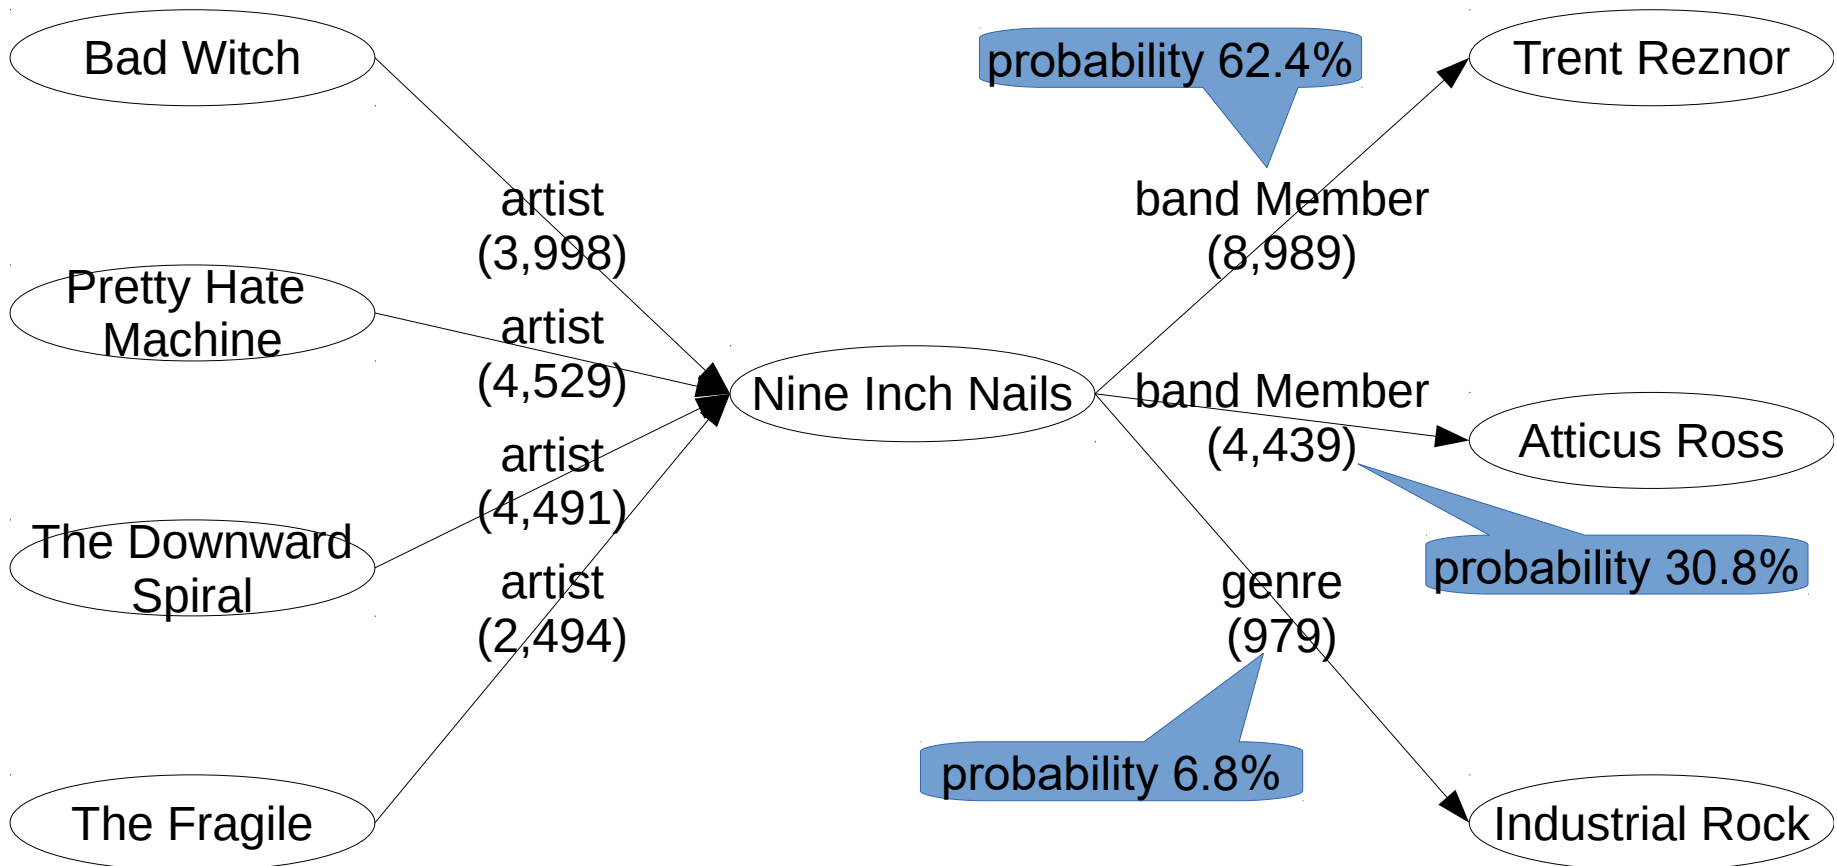 Bad Witch
Pretty Hate
Machine
The Downward
Spiral
The Fragile
artist
(3,998)
artist
(4,529)
artist
(4,491)
artist
(2,494)
Nine Inch Nails
probability 62.4%
band Member
(8,989)
band Member
(4,439)
probability 30.8%
genre
(979)
probability 6.8%
Trent Reznor
Atticus Ross
Industrial Rock